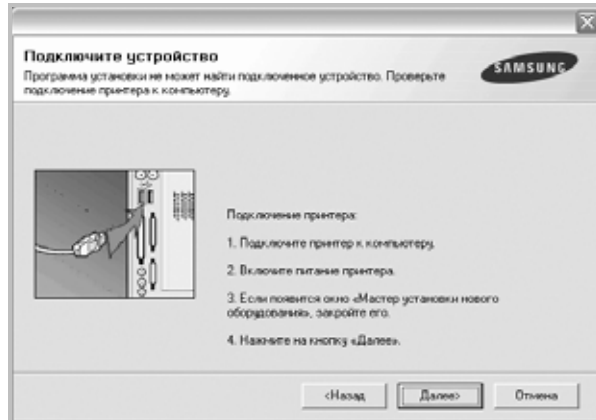 Подключите устройство
Программа установки не может найти подключенное устройство. Проверьте
подключение принтера к компьютеру.
SAMSUNG
Подключение принтера:
1. Подключите принтер к компьютеру.
2. Включите питание принтера.
3. Если появится окно «Мастер установки нового
оборудования», закройте его.
4. Нажмите на кнопку «Далее».
<Назад
Далее>
Отмена